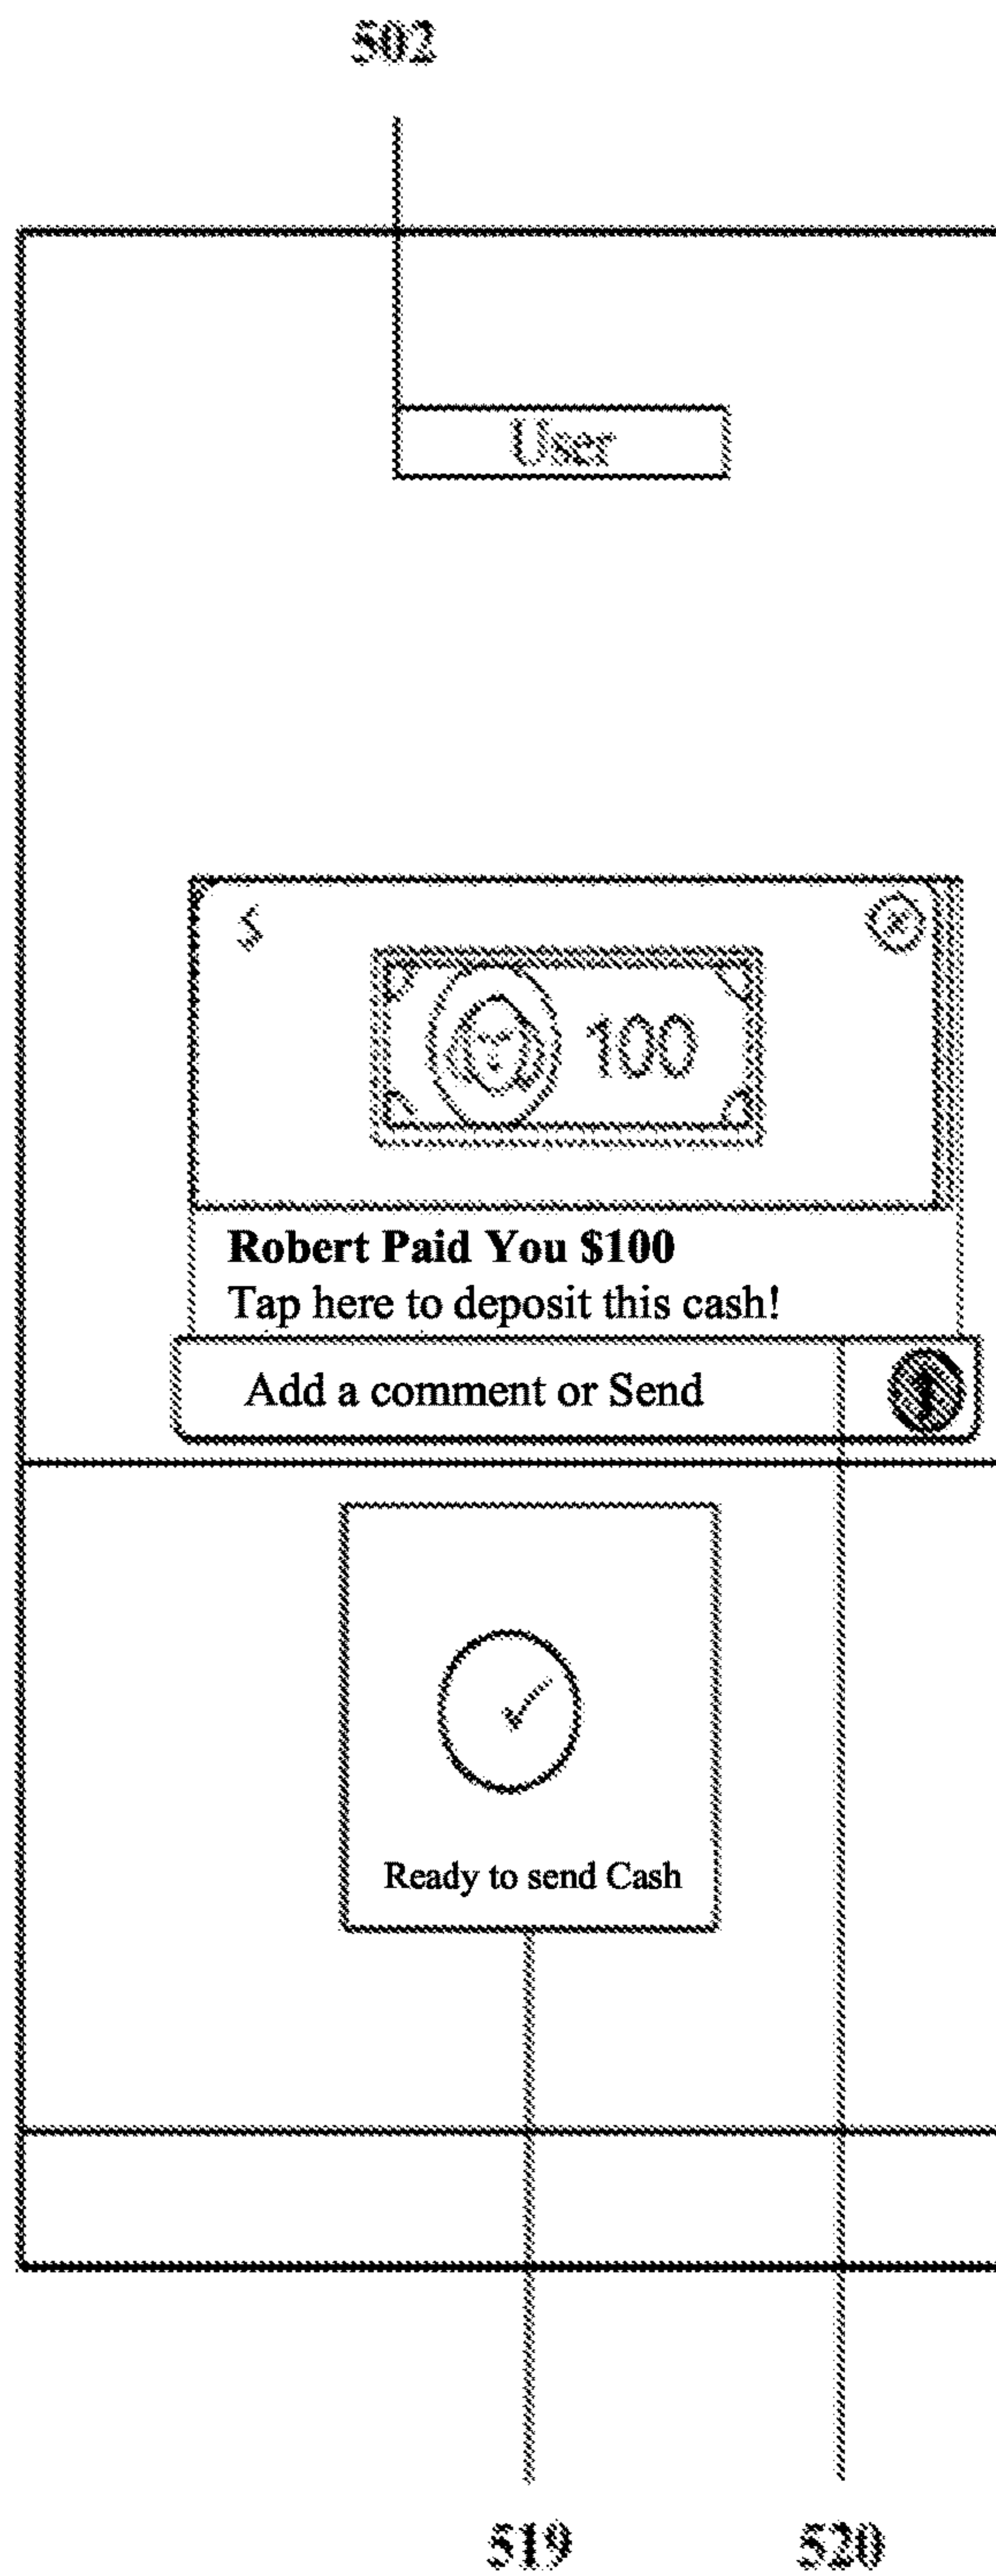 502
User
$
100
Robert Paid You $100
Tap here to deposit this cash!
Add a comment or Send
Ready to send Cash
519 520